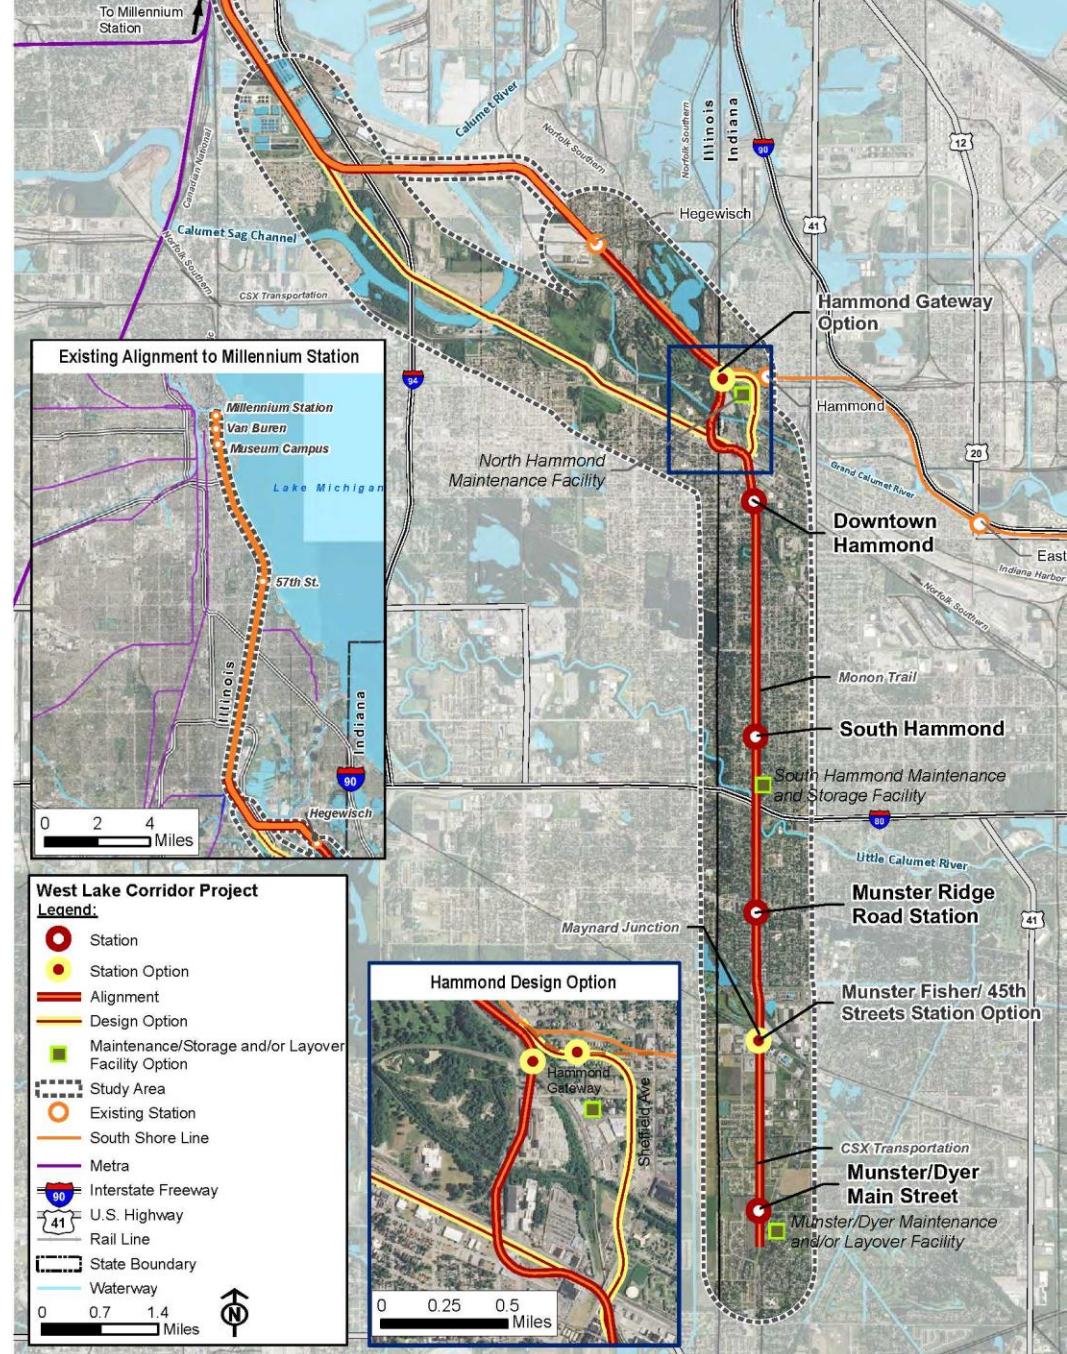 To Millennium
Station
Calumet River
Norfolk Southern
Norfolk Southern
Illinois
Indiana
90
12
Canadian National
Hegewisch
41
Calumet Sag Channel
Norfolk Southern
CSX Transportation
Hammond Gateway
Option
94
Hammond
20
North Hammond
Maintenance Facility
Grand Calumet River
Downtown
Hammond
East
Indiana Harbor
Norfolk Southern
Monon Trail
South Hammond
South Hammond Maintenance
and Storage Facility
80
Little Calumet River
Munster Ridge
Road Station
41
Maynard Junction
Munster Fisher/ 45th
Streets Station Option
CSX Transportation
Munster/Dyer
Main Street
Munster/Dyer Maintenance
and/or Layover Facility
Existing Alignment to Millennium Station
Millennium Station
Van Buren
Museum Campus
Lake Michigan
57th St.
Illinois
Indiana
90
Hegewisch
0 2 4
Miles
West Lake Corridor Project
Legend:
Station
Station Option
Alignment
Design Option
Maintenance/Storage and/or Layover
Facility Option
Study Area
Existing Station
South Shore Line
Metra
90 Interstate Freeway
41 U.S. Highway
Rail Line
State Boundary
Waterway
0 0.7 1.4
Miles
N
Hammond Design Option
Hammond
Gateway
Sheffield Ave
0 0.25 0.5
Miles